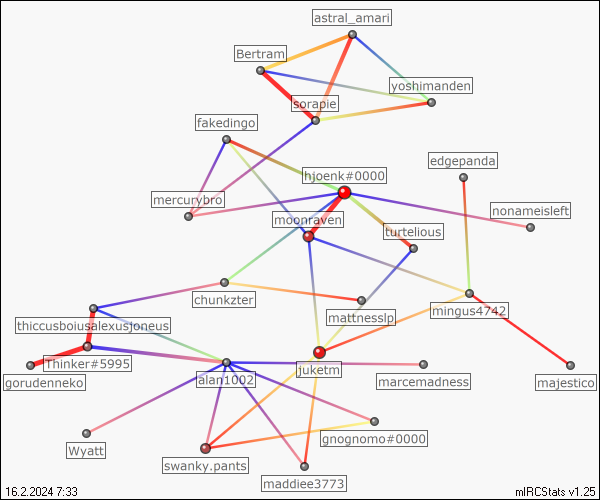 astral_amari
Bertram
yoshimanden
sorapie
fakedingo
edgepanda
hjoenk#0000
mercurybro
nonameisleft
moonraven
turtelious
chunkzter
mattnesslp
mingus4742
thiccusboiusalexusjoneus
Thinker#5995
juketm
gorudenneko
alan1002
marcemadness
majestico
gnognomo#0000
Wyatt
swanky.pants
maddiee3773
16.2.2024 7:33
mIRCStats v1.25